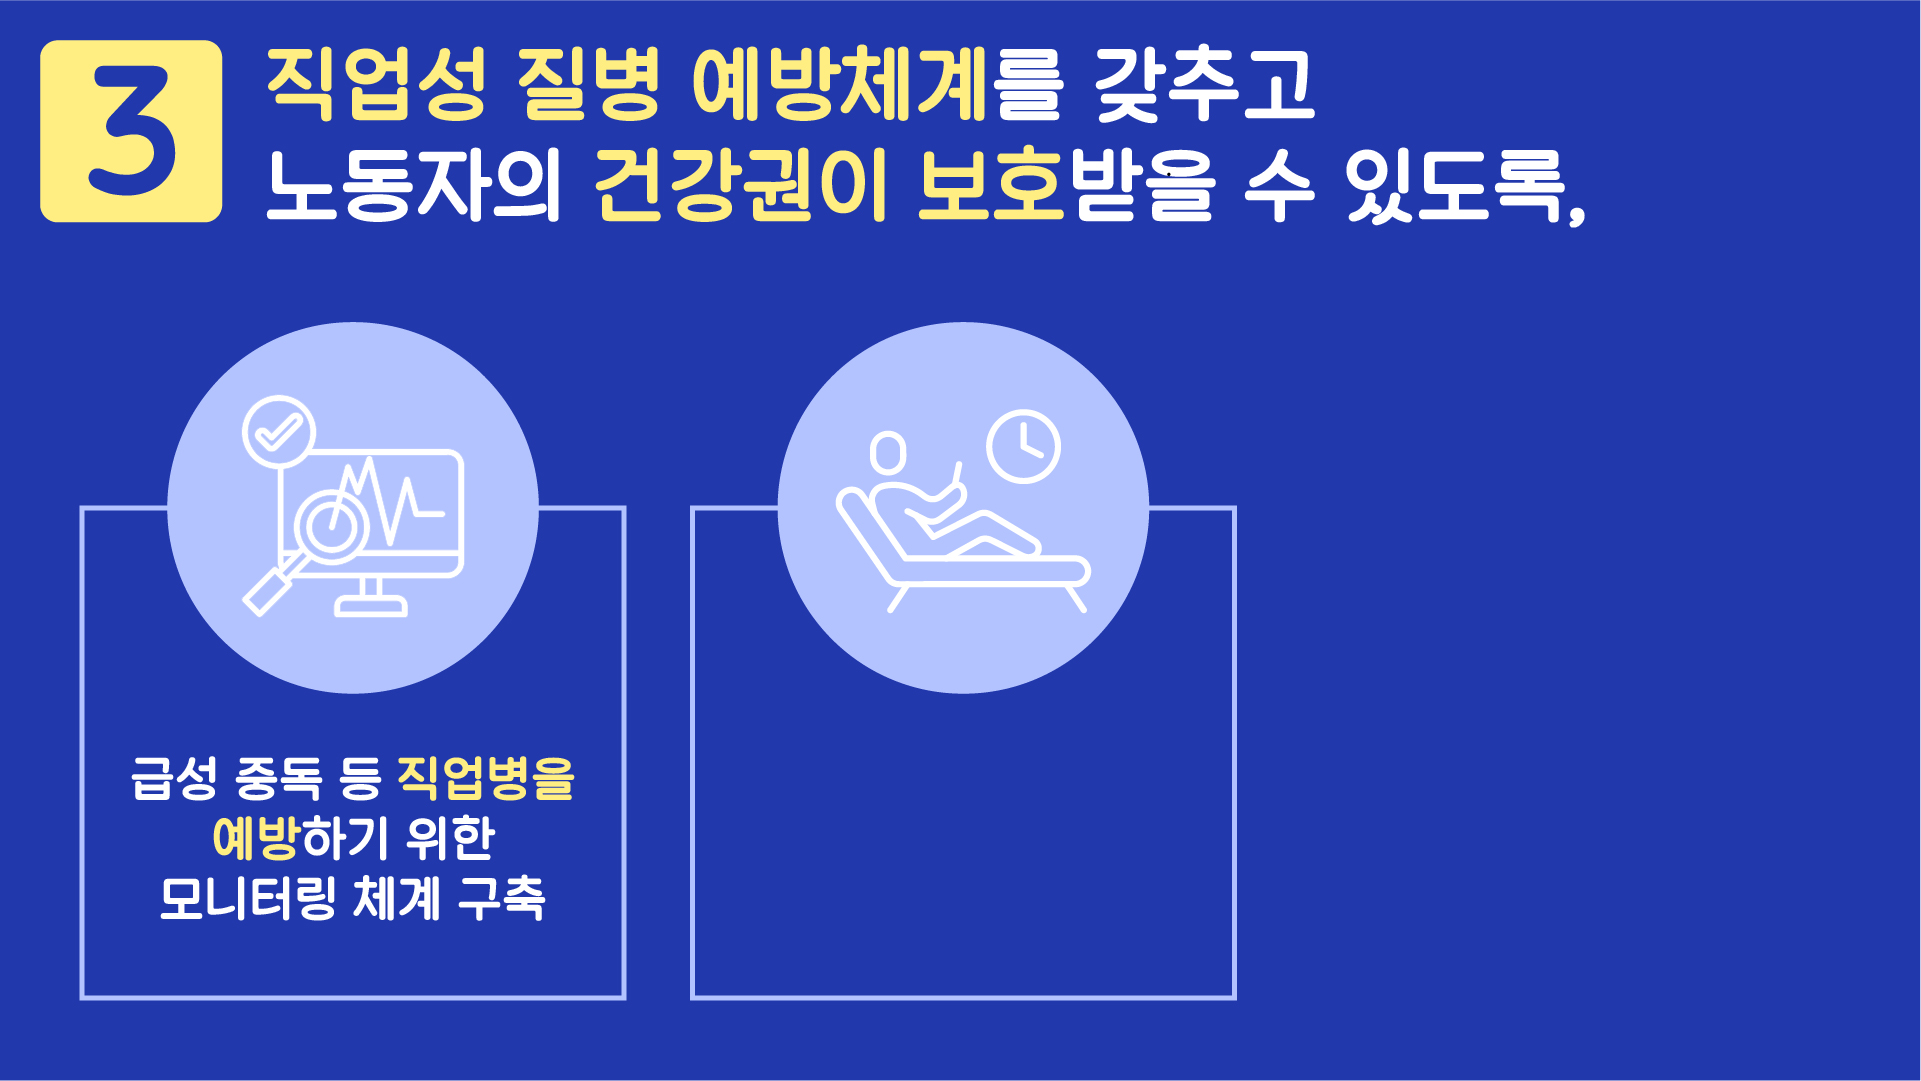 3
직업성 질병 예방체계를 갖추고
노동자의 건강권이 보호받을 수 있도록,
급성 중독 등 직업병을
예방하기 위한
모니터링 체계 구축